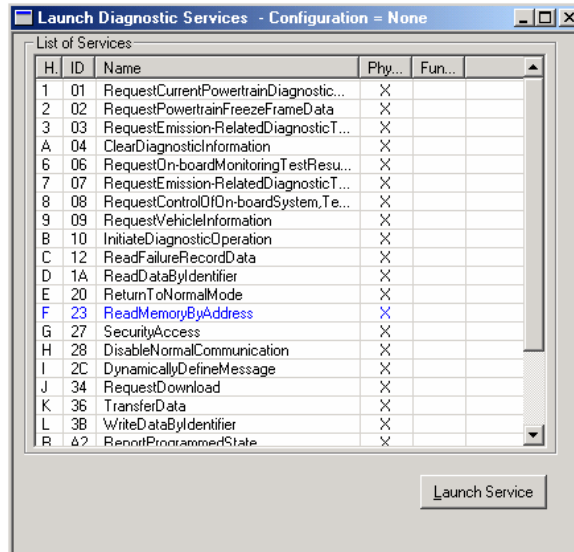 Launch Diagnostic Services - Configuration = None
List of Services
H. ID Name Phy... Fun...
1 01 RequestCurrentPowertrainDiagnostic... X
2 02 RequestPowertrainFreezeFrameData X
3 03 RequestEmission-RelatedDiagnosticT... X
A 04 ClearDiagnosticInformation X
6 06 RequestOn-boardMonitoringTestResu... X
7 07 RequestEmission-RelatedDiagnosticT... X
8 08 RequestControlOfOn-boardSystem,Te... X
9 09 RequestVehicleInformation X
B 10 InitiateDiagnosticOperation X
C 12 ReadFailureRecordData X
D 1A ReadDataByIdentifier X
E 20 ReturnToNormalMode X
F 23 ReadMemoryByAddress X
G 27 SecurityAccess X
H 28 DisableNormalCommunication X
I 2C DynamicallyDefineMessage X
J 34 RequestDownload X
K 36 TransferData X
L 3B WriteDataByIdentifier X
R A2 ReportProgrammedState X
Launch Service